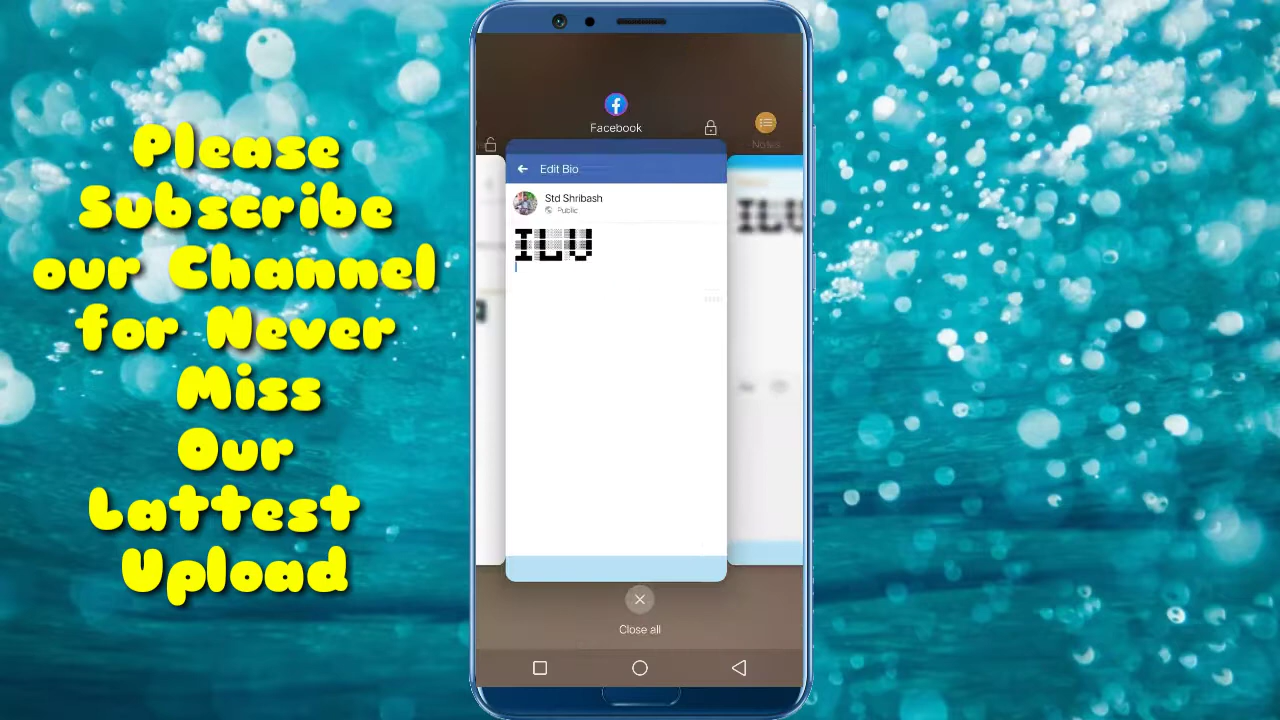 Please
Subscribe
our Channel
for Never
Miss
Our
Lattest
Upload
Facebook
Notes
Edit Bio
Std Shribash
Public
ILU
Close all